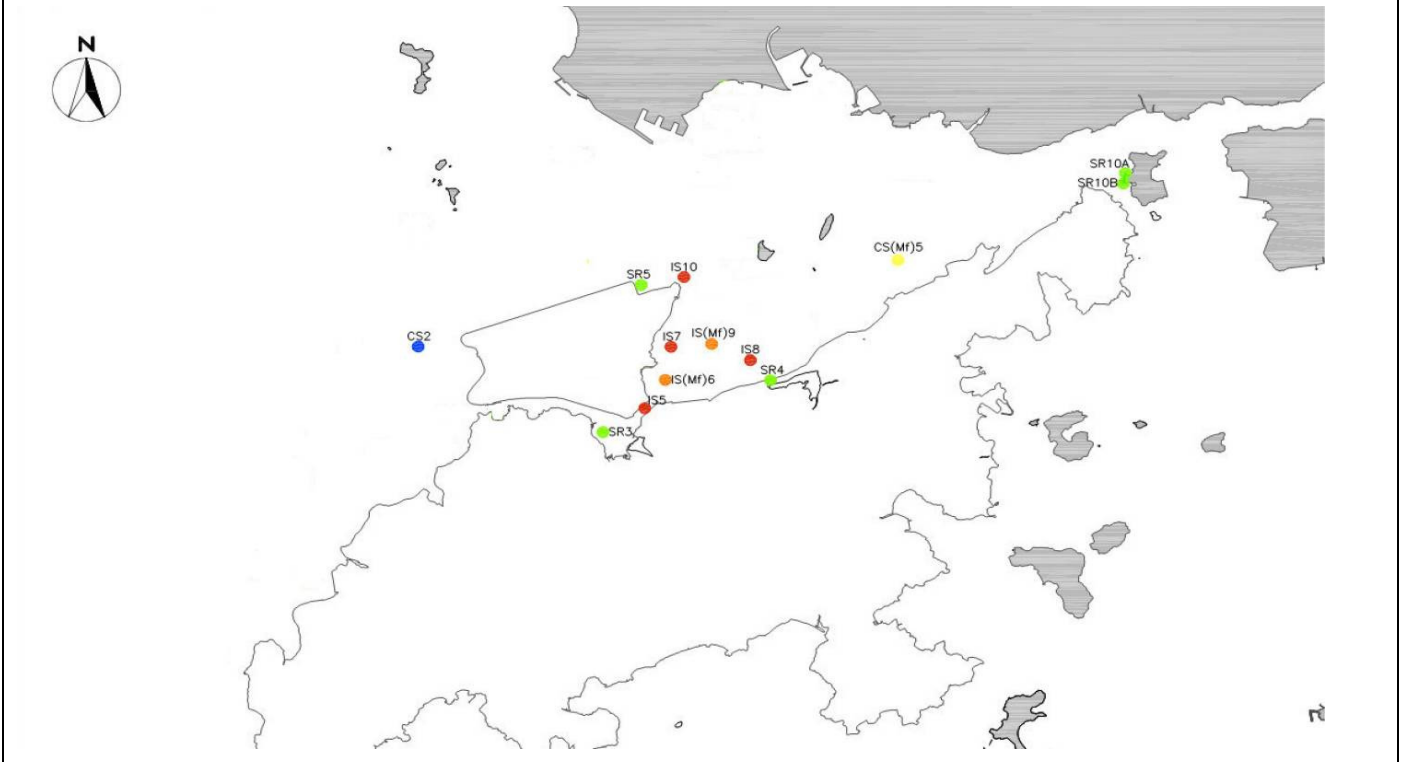 N
SR10A
SR10B
CS(Mf)5
IS10
SR5
CS2
IS7
IS(Mf)9
IS8
SR4
IS(Mf)6
IS5
SR3